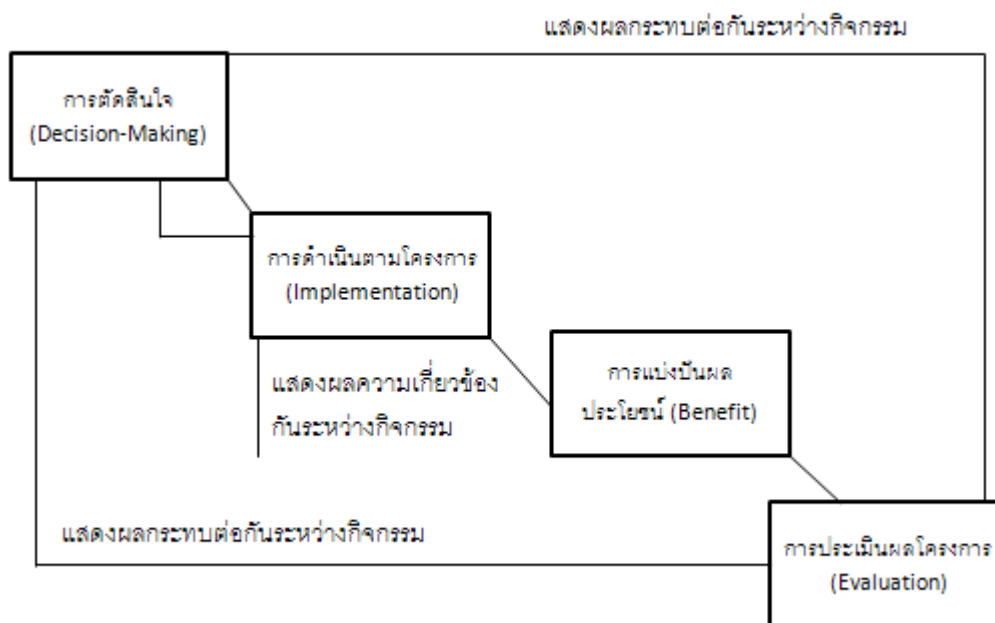 แสดงผลกระทบต่อกันระหว่างกิจกรรม
การตัดสินใจ
(Decision-Making)
การดำเนินตามโครงการ
(Implementation)
แสดงผลความเกี่ยวข้อง
กันระหว่างกิจกรรม
การแบ่งปันผล
ประโยชน์ (Benefit)
แสดงผลกระทบต่อกันระหว่างกิจกรรม
การประเมินผลโครงการ
(Evaluation)